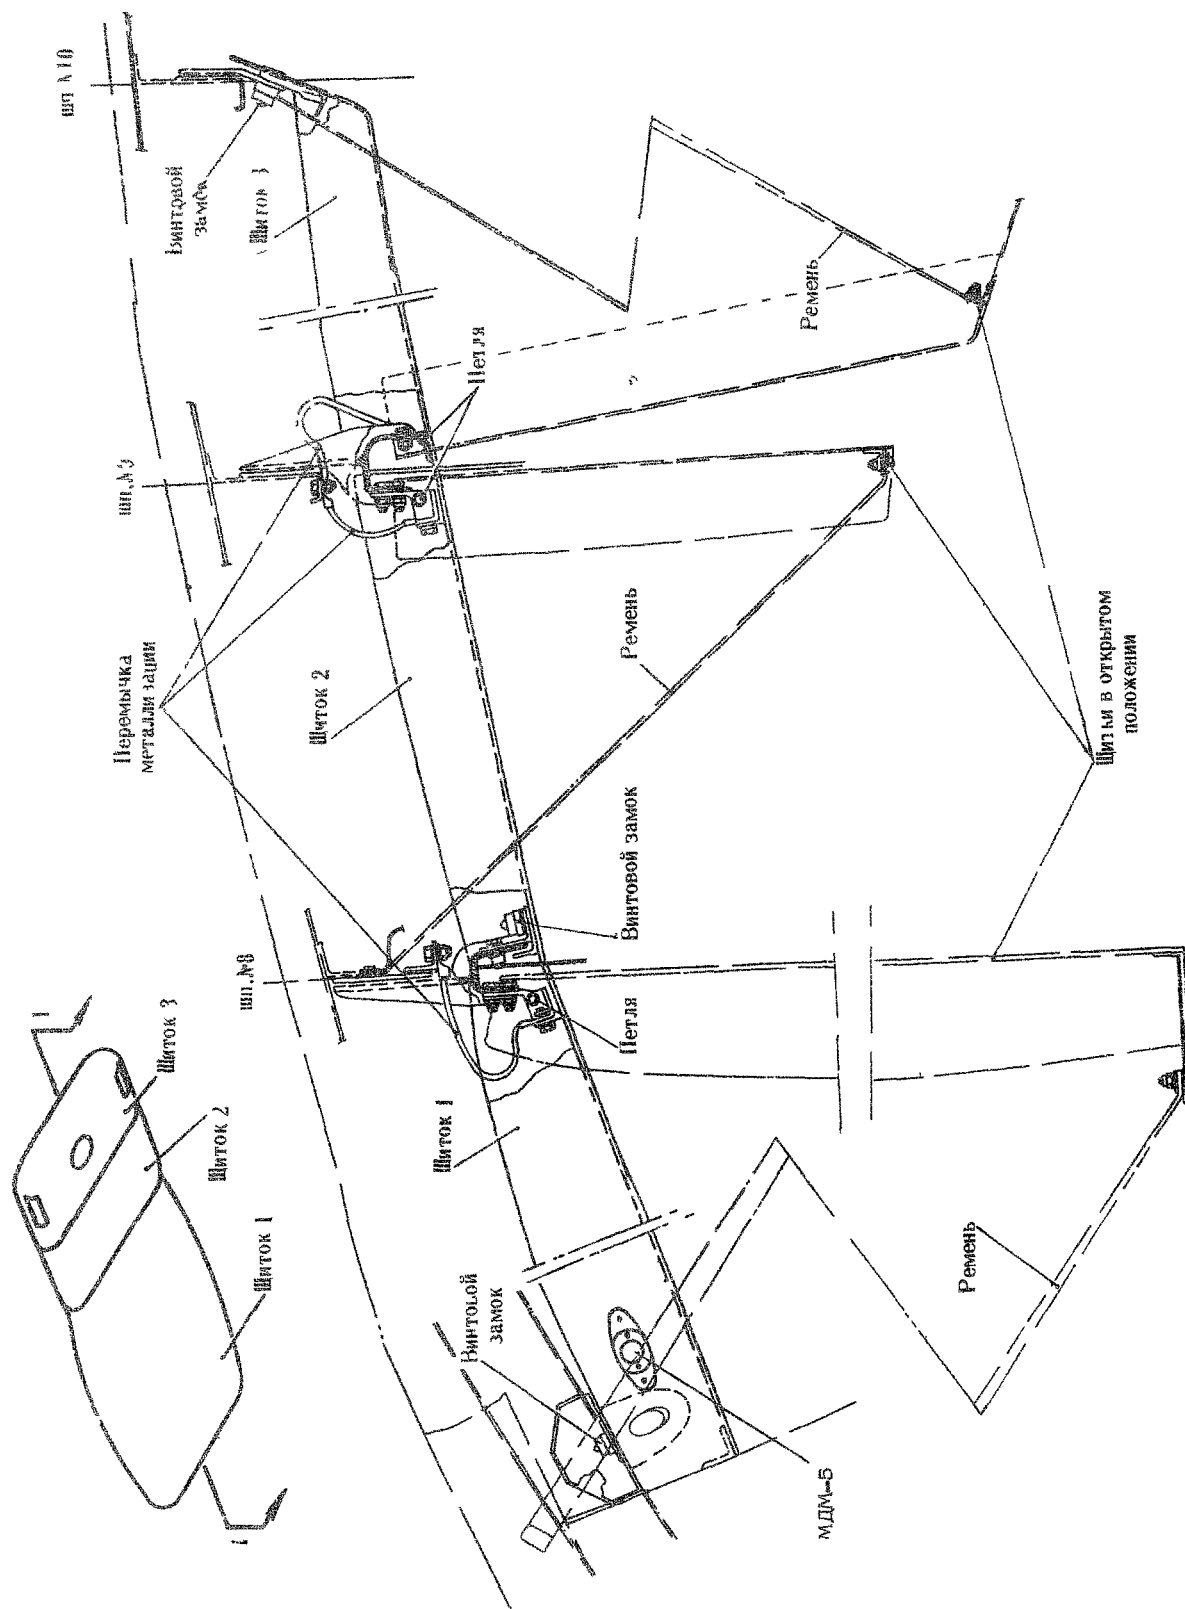 Щиток 3
Щиток 2
Щиток 1
шп. №8
шп. №9
шп. №10
Перемычка
металлизации
Винтовой
замок
Щиток 3
Щиток 2
Щиток 1
Петля
Петля
Винтовой замок
Винтовой
замок
МДМ-5
Ремень
Ремень
Ремень
Щитки в открытом
положении